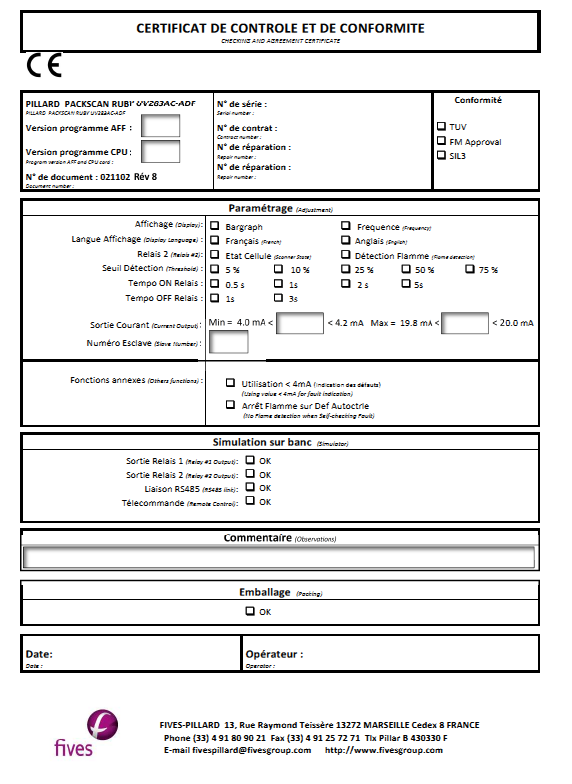 CERTIFICAT DE CONTROLE ET DE CONFORMITE
CHECKING AND AGREEMENT CERTIFICATE
CE
PILLARD PACKSCAN RUBY UV283AC-ADF
PILLARD PACKSCAN RUBY UV283AC-ADF
Version programme AFF :
Version programme CPU :
Program version AFF and CPU card :
N° de document : 021102 Rév 8
Document number :
N° de série :
Serial number :
N° de contrat :
Contract number :
N° de réparation :
Repair number :
N° de réparation :
Repair number :
Conformité
TUV
FM Approval
SIL3
Paramétrage (Adjustment)
Affichage (Display): Bargraph Frequence (Frequency)
Langue Affichage (Display Language) : Français (French) Anglais (English)
Relais 2 (Relais #2): Etat Cellule (Scanner State) Détection Flamme (Flame detection)
Seuil Détection (Threshold) : 5 % 10 % 25 % 50 % 75 %
Tempo ON Relais : 0.5 s 1s 2 s 5s
Tempo OFF Relais : 1s 3s
Sortie Courant (Current Output) : Min = 4.0 mA < < 4.2 mA Max = 19.8 mA < < 20.0 mA
Numéro Esclave (Slave Number) :
Fonctions annexes (Others functions) : Utilisation < 4mA (Indication des défauts)
(Using value < 4mA for fault indication)
Arrêt Flamme sur Def Autoctrle
(No Flame detection when Self-checking Fault)
Simulation sur banc (Simulator)
Sortie Relais 1 (Relay #1 Output): OK
Sortie Relais 2 (Relay #2 Output): OK
Liaison RS485 (RS485 link): OK
Télécommande (Remote Control): OK
Commentaire (Observations)
Emballage (Packing)
OK
Date:
Date :
Opérateur :
Operator :
fives
FIVES-PILLARD 13, Rue Raymond Teissère 13272 MARSEILLE Cedex 8 FRANCE
Phone (33) 4 91 80 90 21 Fax (33) 4 91 25 72 71 Tlx Pillar B 430330 F
E-mail fivespillard@fivesgroup.com http://www.fivesgroup.com